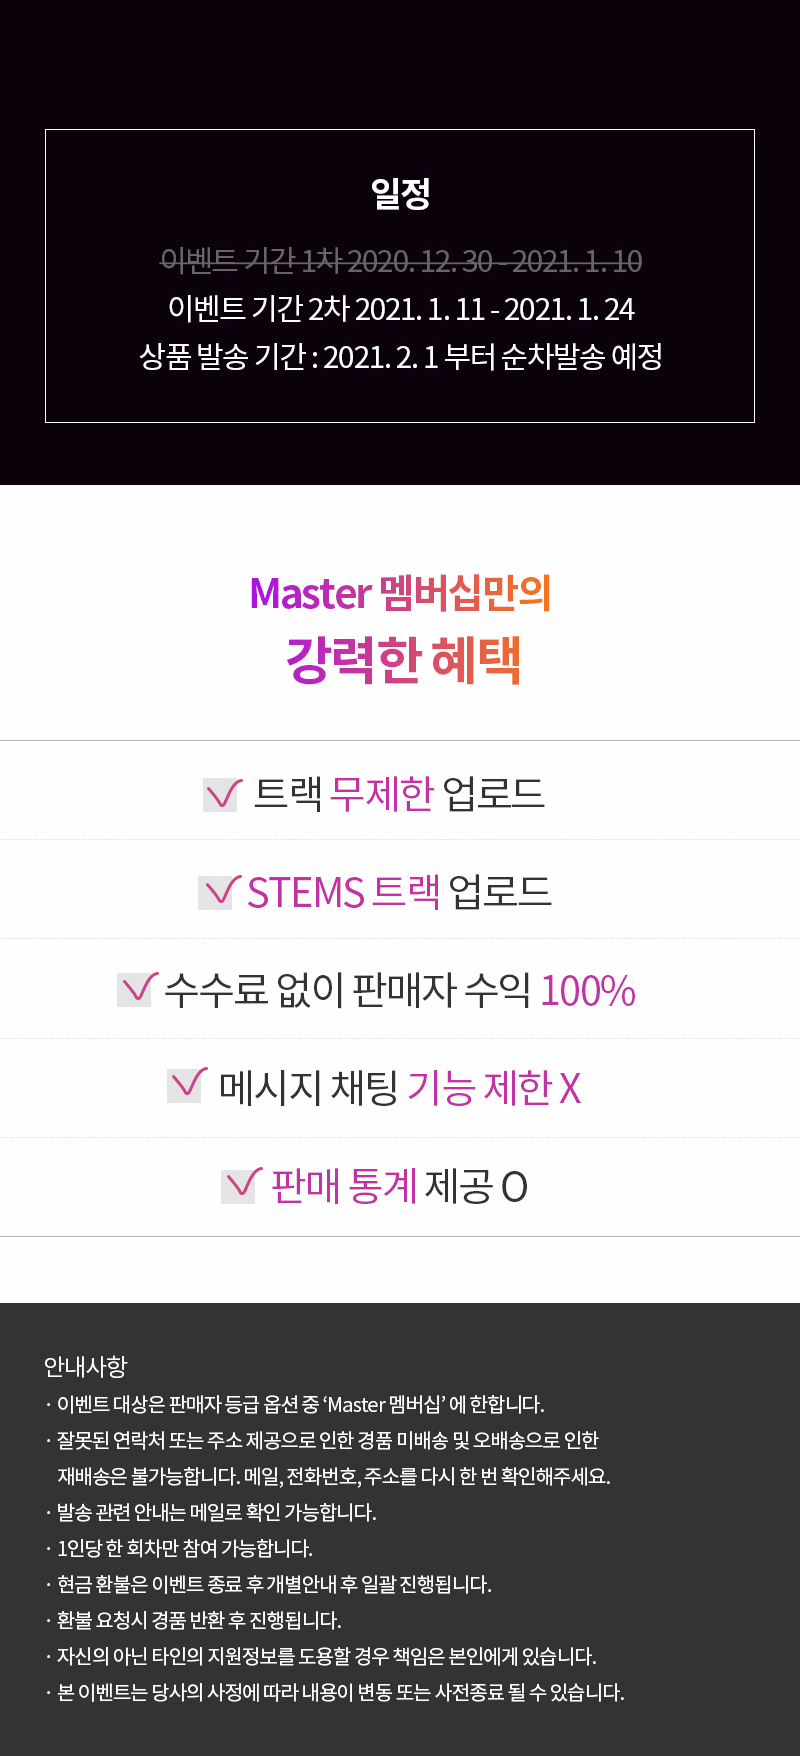 일정
이벤트 기간 1차 2020. 12. 30 - 2021. 1. 10
이벤트 기간 2차 2021. 1. 11 - 2021. 1. 24
상품 발송 기간 : 2021. 2. 1 부터 순차발송 예정
Master 멤버십만의
강력한 혜택
트랙 무제한 업로드
STEMS 트랙 업로드
수수료 없이 판매자 수익 100%
메시지 채팅 기능 제한 X
판매 통계 제공 O
안내사항
· 이벤트 대상은 판매자 등급 옵션 중 ‘Master 멤버십’ 에 한합니다.
· 잘못된 연락처 또는 주소 제공으로 인한 경품 미배송 및 오배송으로 인한
재배송은 불가능합니다. 메일, 전화번호, 주소를 다시 한 번 확인해주세요.
· 발송 관련 안내는 메일로 확인 가능합니다.
· 1인당 한 회차만 참여 가능합니다.
· 현금 환불은 이벤트 종료 후 개별안내 후 일괄 진행됩니다.
· 환불 요청시 경품 반환 후 진행됩니다.
· 자신의 아닌 타인의 지원정보를 도용할 경우 책임은 본인에게 있습니다.
· 본 이벤트는 당사의 사정에 따라 내용이 변동 또는 사전종료 될 수 있습니다.